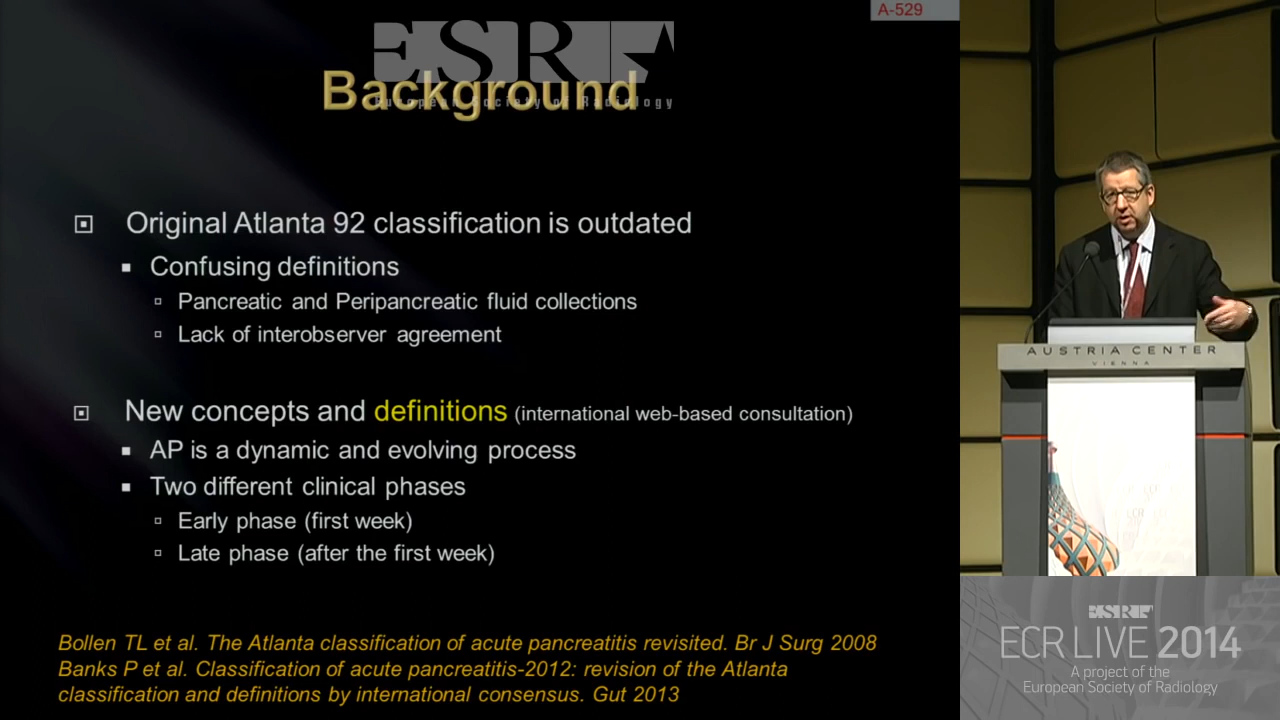 A-529
ESR
European Society of Radiology
Background
Original Atlanta 92 classification is outdated
Confusing definitions
Pancreatic and Peripancreatic fluid collections
Lack of interobserver agreement
New concepts and definitions (international web-based consultation)
AP is a dynamic and evolving process
Two different clinical phases
Early phase (first week)
Late phase (after the first week)
Bollen TL et al. The Atlanta classification of acute pancreatitis revisited. Br J Surg 2008
Banks P et al. Classification of acute pancreatitis-2012: revision of the Atlanta
classification and definitions by international consensus. Gut 2013
AUSTRIA CENTER
VIENNA
ESR
ECR LIVE 2014
A project of the
European Society of Radiology